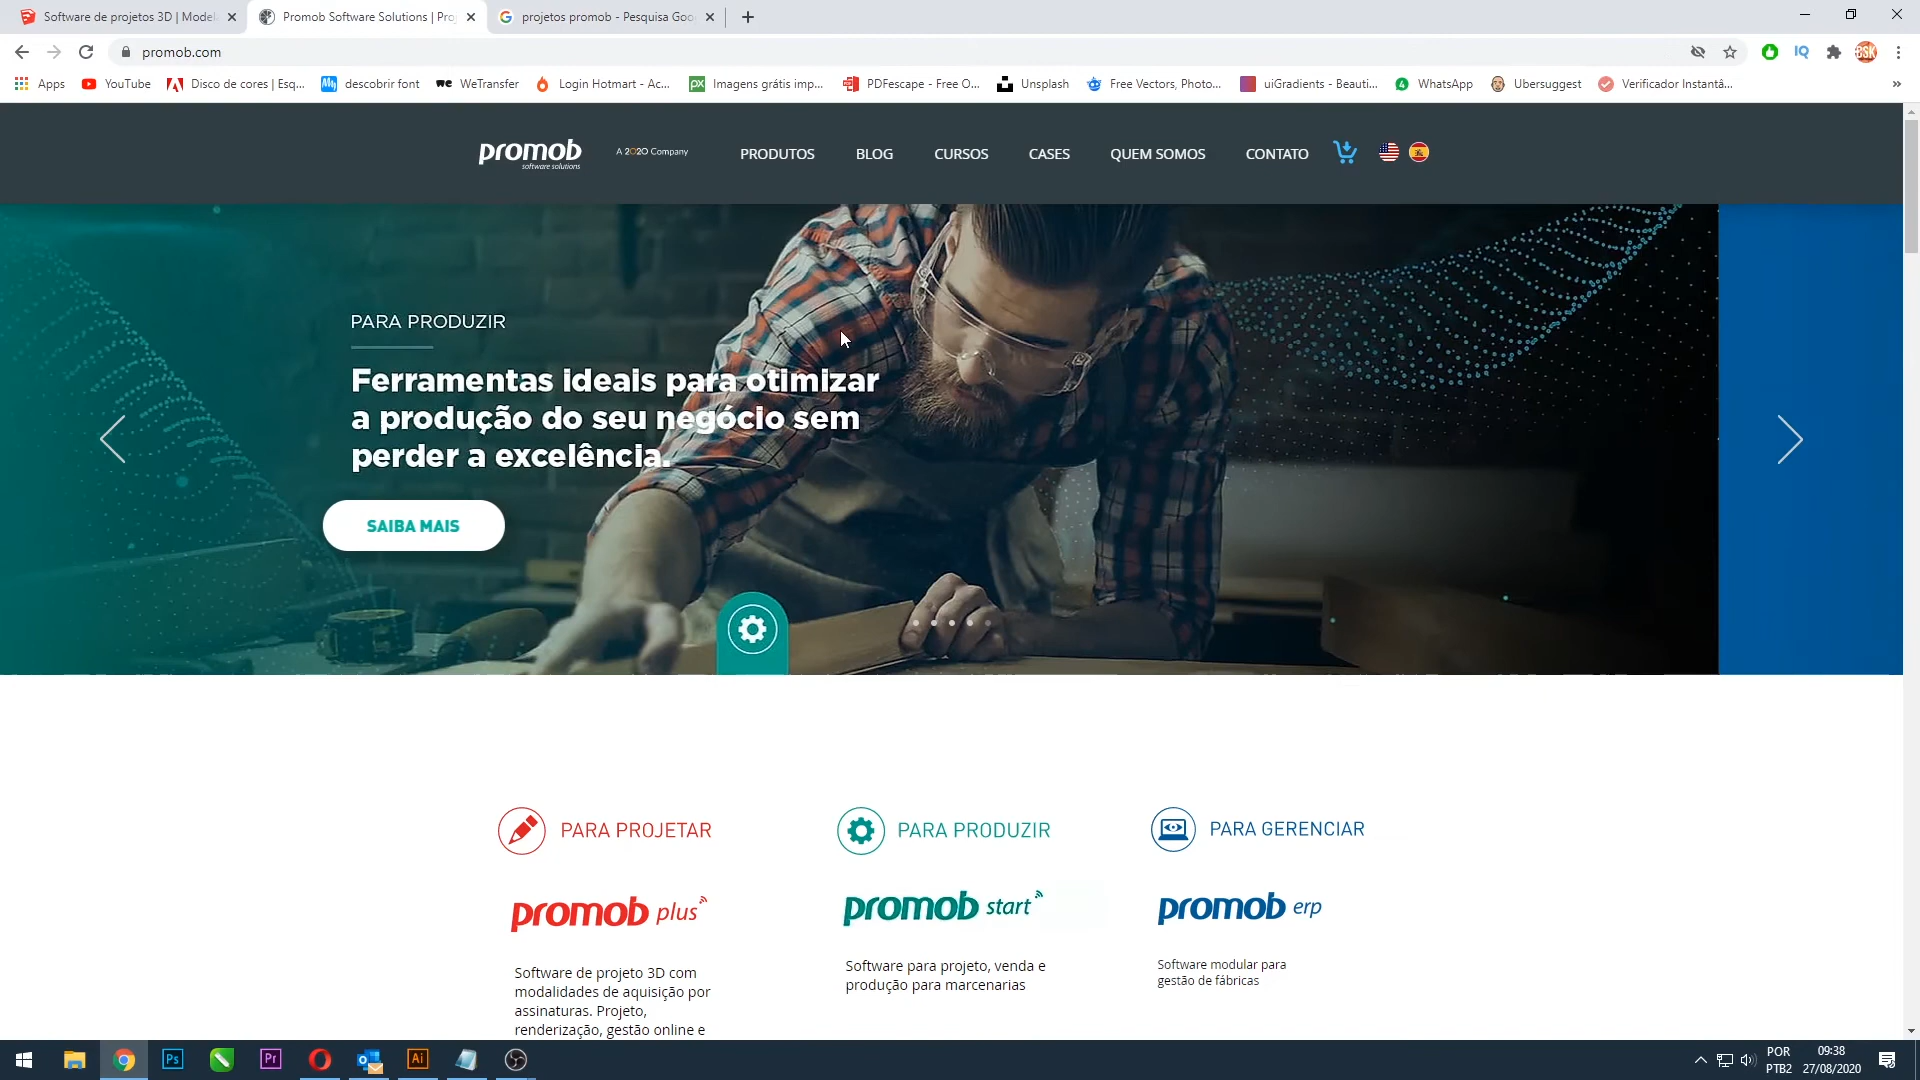 Software de projetos 3D | Model
Promob Software Solutions | Pro
projetos promob - Pesquisa Goo
promob.com
IQ
BSK
Apps
YouTube
Disco de cores | Esq...
descobrir font
WeTransfer
Login Hotmart - Ac...
Imagens grátis imp...
PDFescape - Free O...
Unsplash
Free Vectors, Photo...
uiGradients - Beauti...
WhatsApp
Ubersuggest
Verificador Instantâ...
promob
software solutions
A 2020 Company
PRODUTOS
BLOG
CURSOS
CASES
QUEM SOMOS
CONTATO
PARA PRODUZIR
Ferramentas ideais para otimizar
a produção do seu negócio sem
perder a excelência.
SAIBA MAIS
PARA PROJETAR
promob plus
Software de projeto 3D com
modalidades de aquisição por
assinaturas. Projeto,
renderização, gestão online e
PARA PRODUZIR
promob start
Software para projeto, venda e
produção para marcenarias
PARA GERENCIAR
promob erp
Software modular para
gestão de fábricas
Ps
Pr
Ai
POR
PTB2
09:38
27/08/2020